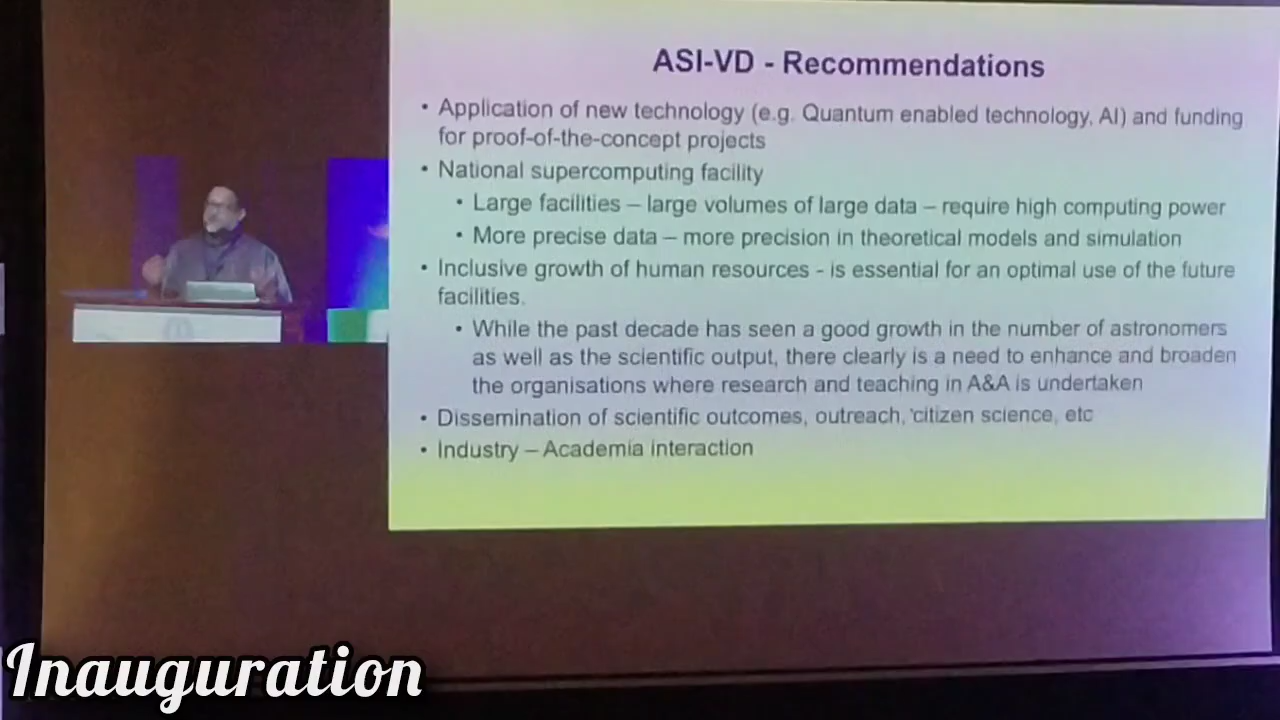 ASI-VD - Recommendations
• Application of new technology (e.g. Quantum enabled technology, AI) and funding
for proof-of-the-concept projects
• National supercomputing facility
• Large facilities – large volumes of large data – require high computing power
• More precise data – more precision in theoretical models and simulation
• Inclusive growth of human resources - is essential for an optimal use of the future
facilities.
• While the past decade has seen a good growth in the number of astronomers
as well as the scientific output, there clearly is a need to enhance and broaden
the organisations where research and teaching in A&A is undertaken
• Dissemination of scientific outcomes, outreach, 'citizen science, etc
• Industry – Academia interaction
Inauguration